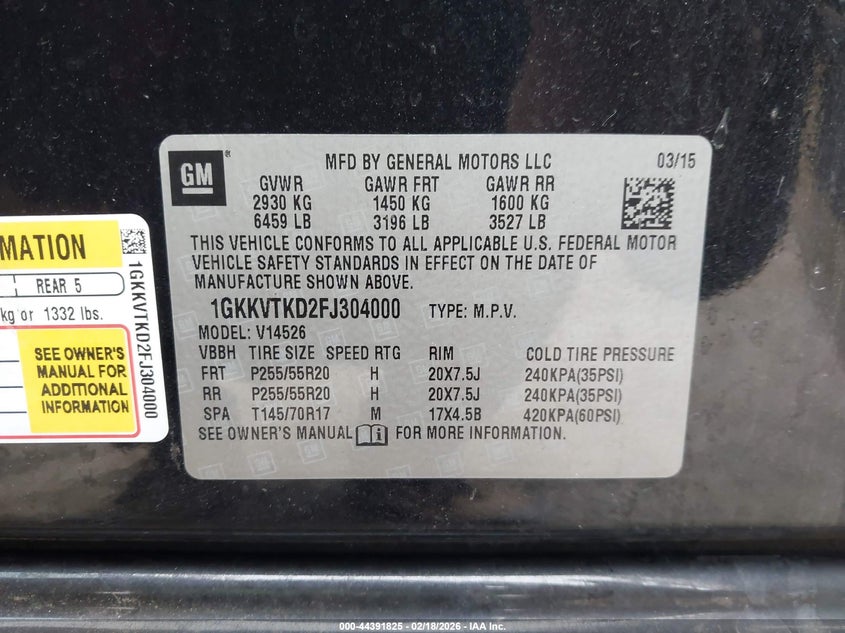 GM
MFD BY GENERAL MOTORS LLC 03/15
GVWR GAWR FRT GAWR RR
2930 KG 1450 KG 1600 KG
6459 LB 3196 LB 3527 LB
THIS VEHICLE CONFORMS TO ALL APPLICABLE U.S. FEDERAL MOTOR
VEHICLE SAFETY STANDARDS IN EFFECT ON THE DATE OF
MANUFACTURE SHOWN ABOVE.
1GKKVTKD2FJ304000 TYPE: M.P.V.
MODEL: V14526
VBBH TIRE SIZE SPEED RTG RIM COLD TIRE PRESSURE
FRT P255/55R20 H 20X7.5J 240KPA(35PSI)
RR P255/55R20 H 20X7.5J 240KPA(35PSI)
SPA T145/70R17 M 17X4.5B 420KPA(60PSI)
SEE OWNER'S MANUAL FOR MORE INFORMATION.
MATION
REAR 5
kg or 1332 lbs.
SEE OWNER'S
MANUAL FOR
ADDITIONAL
INFORMATION
1GKKVTKD2FJ304000
000-44391825 - 02/18/2026 - IAA Inc.